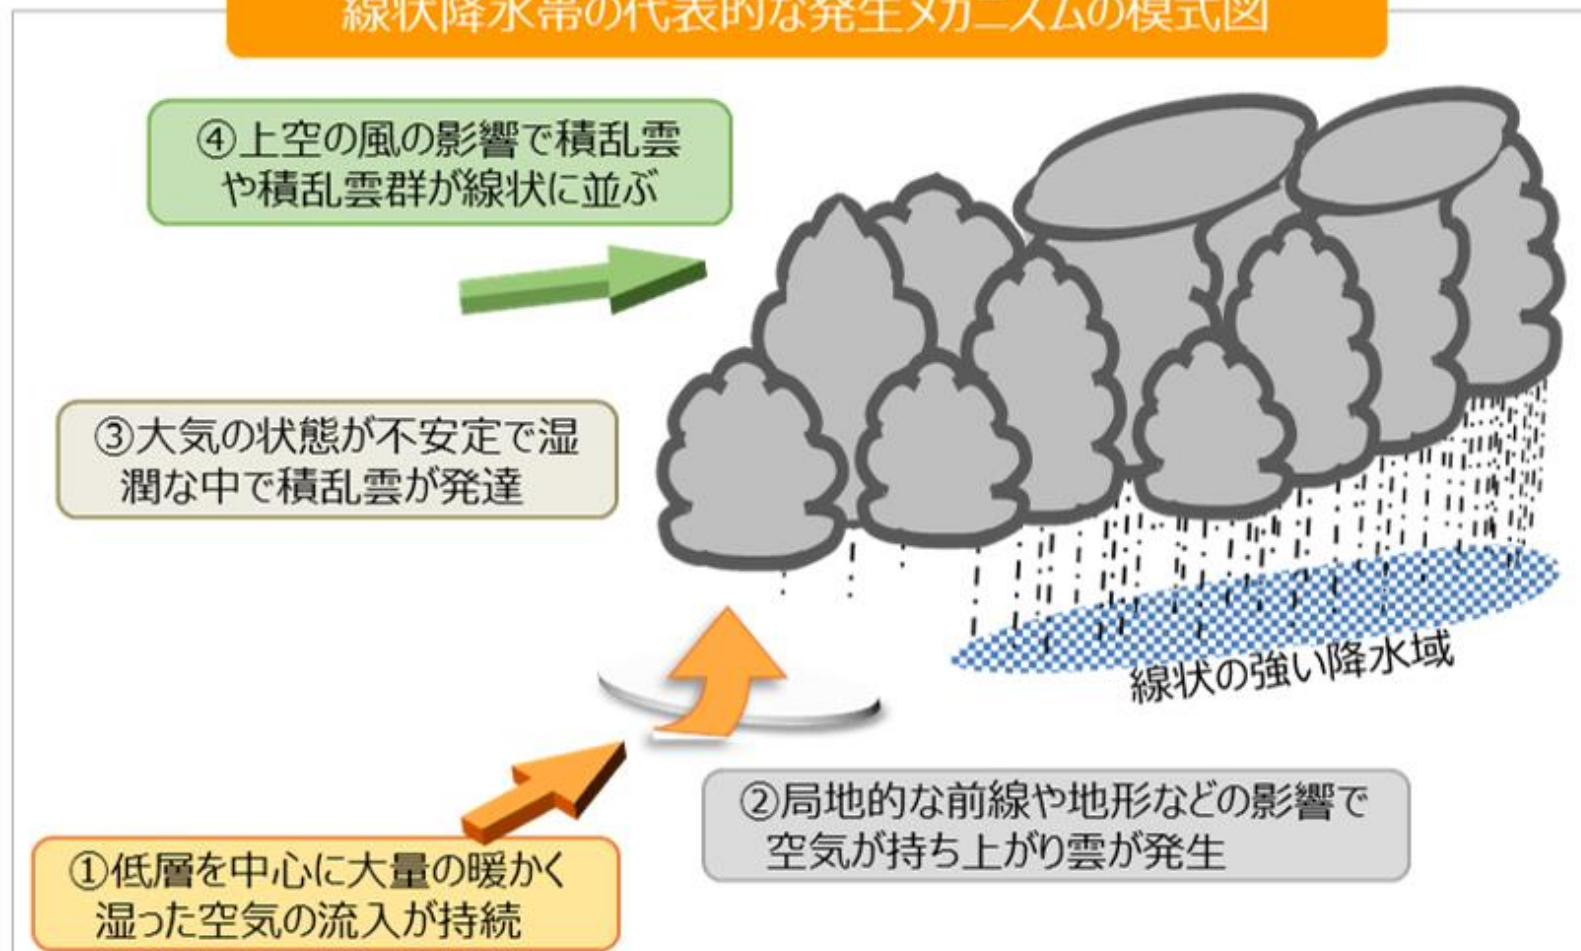 線状降水帯の代表的な発生メカニズムの模式図
④上空の風の影響で積乱雲
や積乱雲群が線状に並ぶ
③大気の状態が不安定で湿
潤な中で積乱雲が発達
線状の強い降水域
②局地的な前線や地形などの影響で
空気が持ち上がり雲が発生
①低層を中心に大量の暖かく
湿った空気の流入が持続